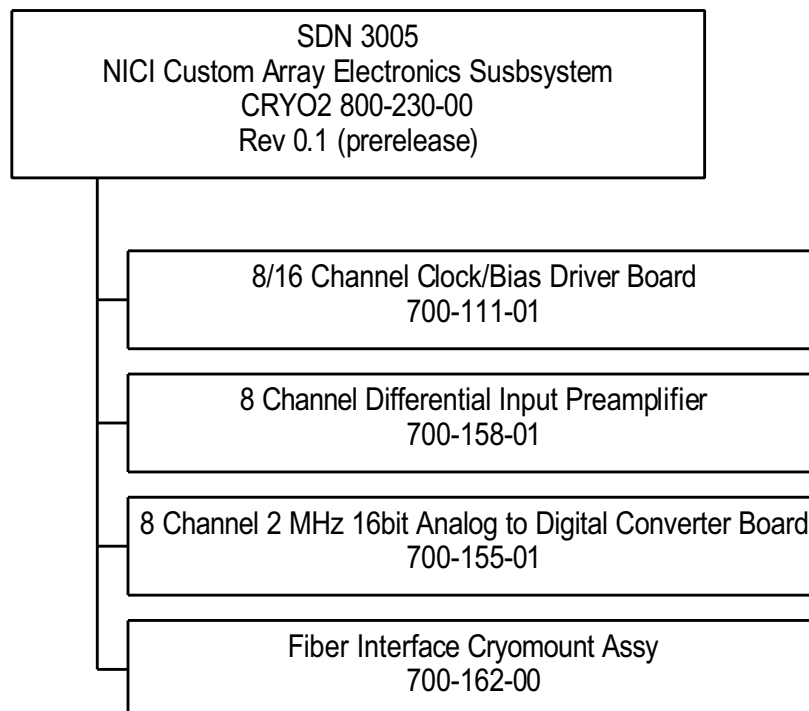 SDN 3005
NICI Custom Array Electronics Susbsystem
CRYO2 800-230-00
Rev 0.1 (prerelease)
8/16 Channel Clock/Bias Driver Board
700-111-01
8 Channel Differential Input Preamplifier
700-158-01
8 Channel 2 MHz 16bit Analog to Digital Converter Board
700-155-01
Fiber Interface Cryomount Assy
700-162-00